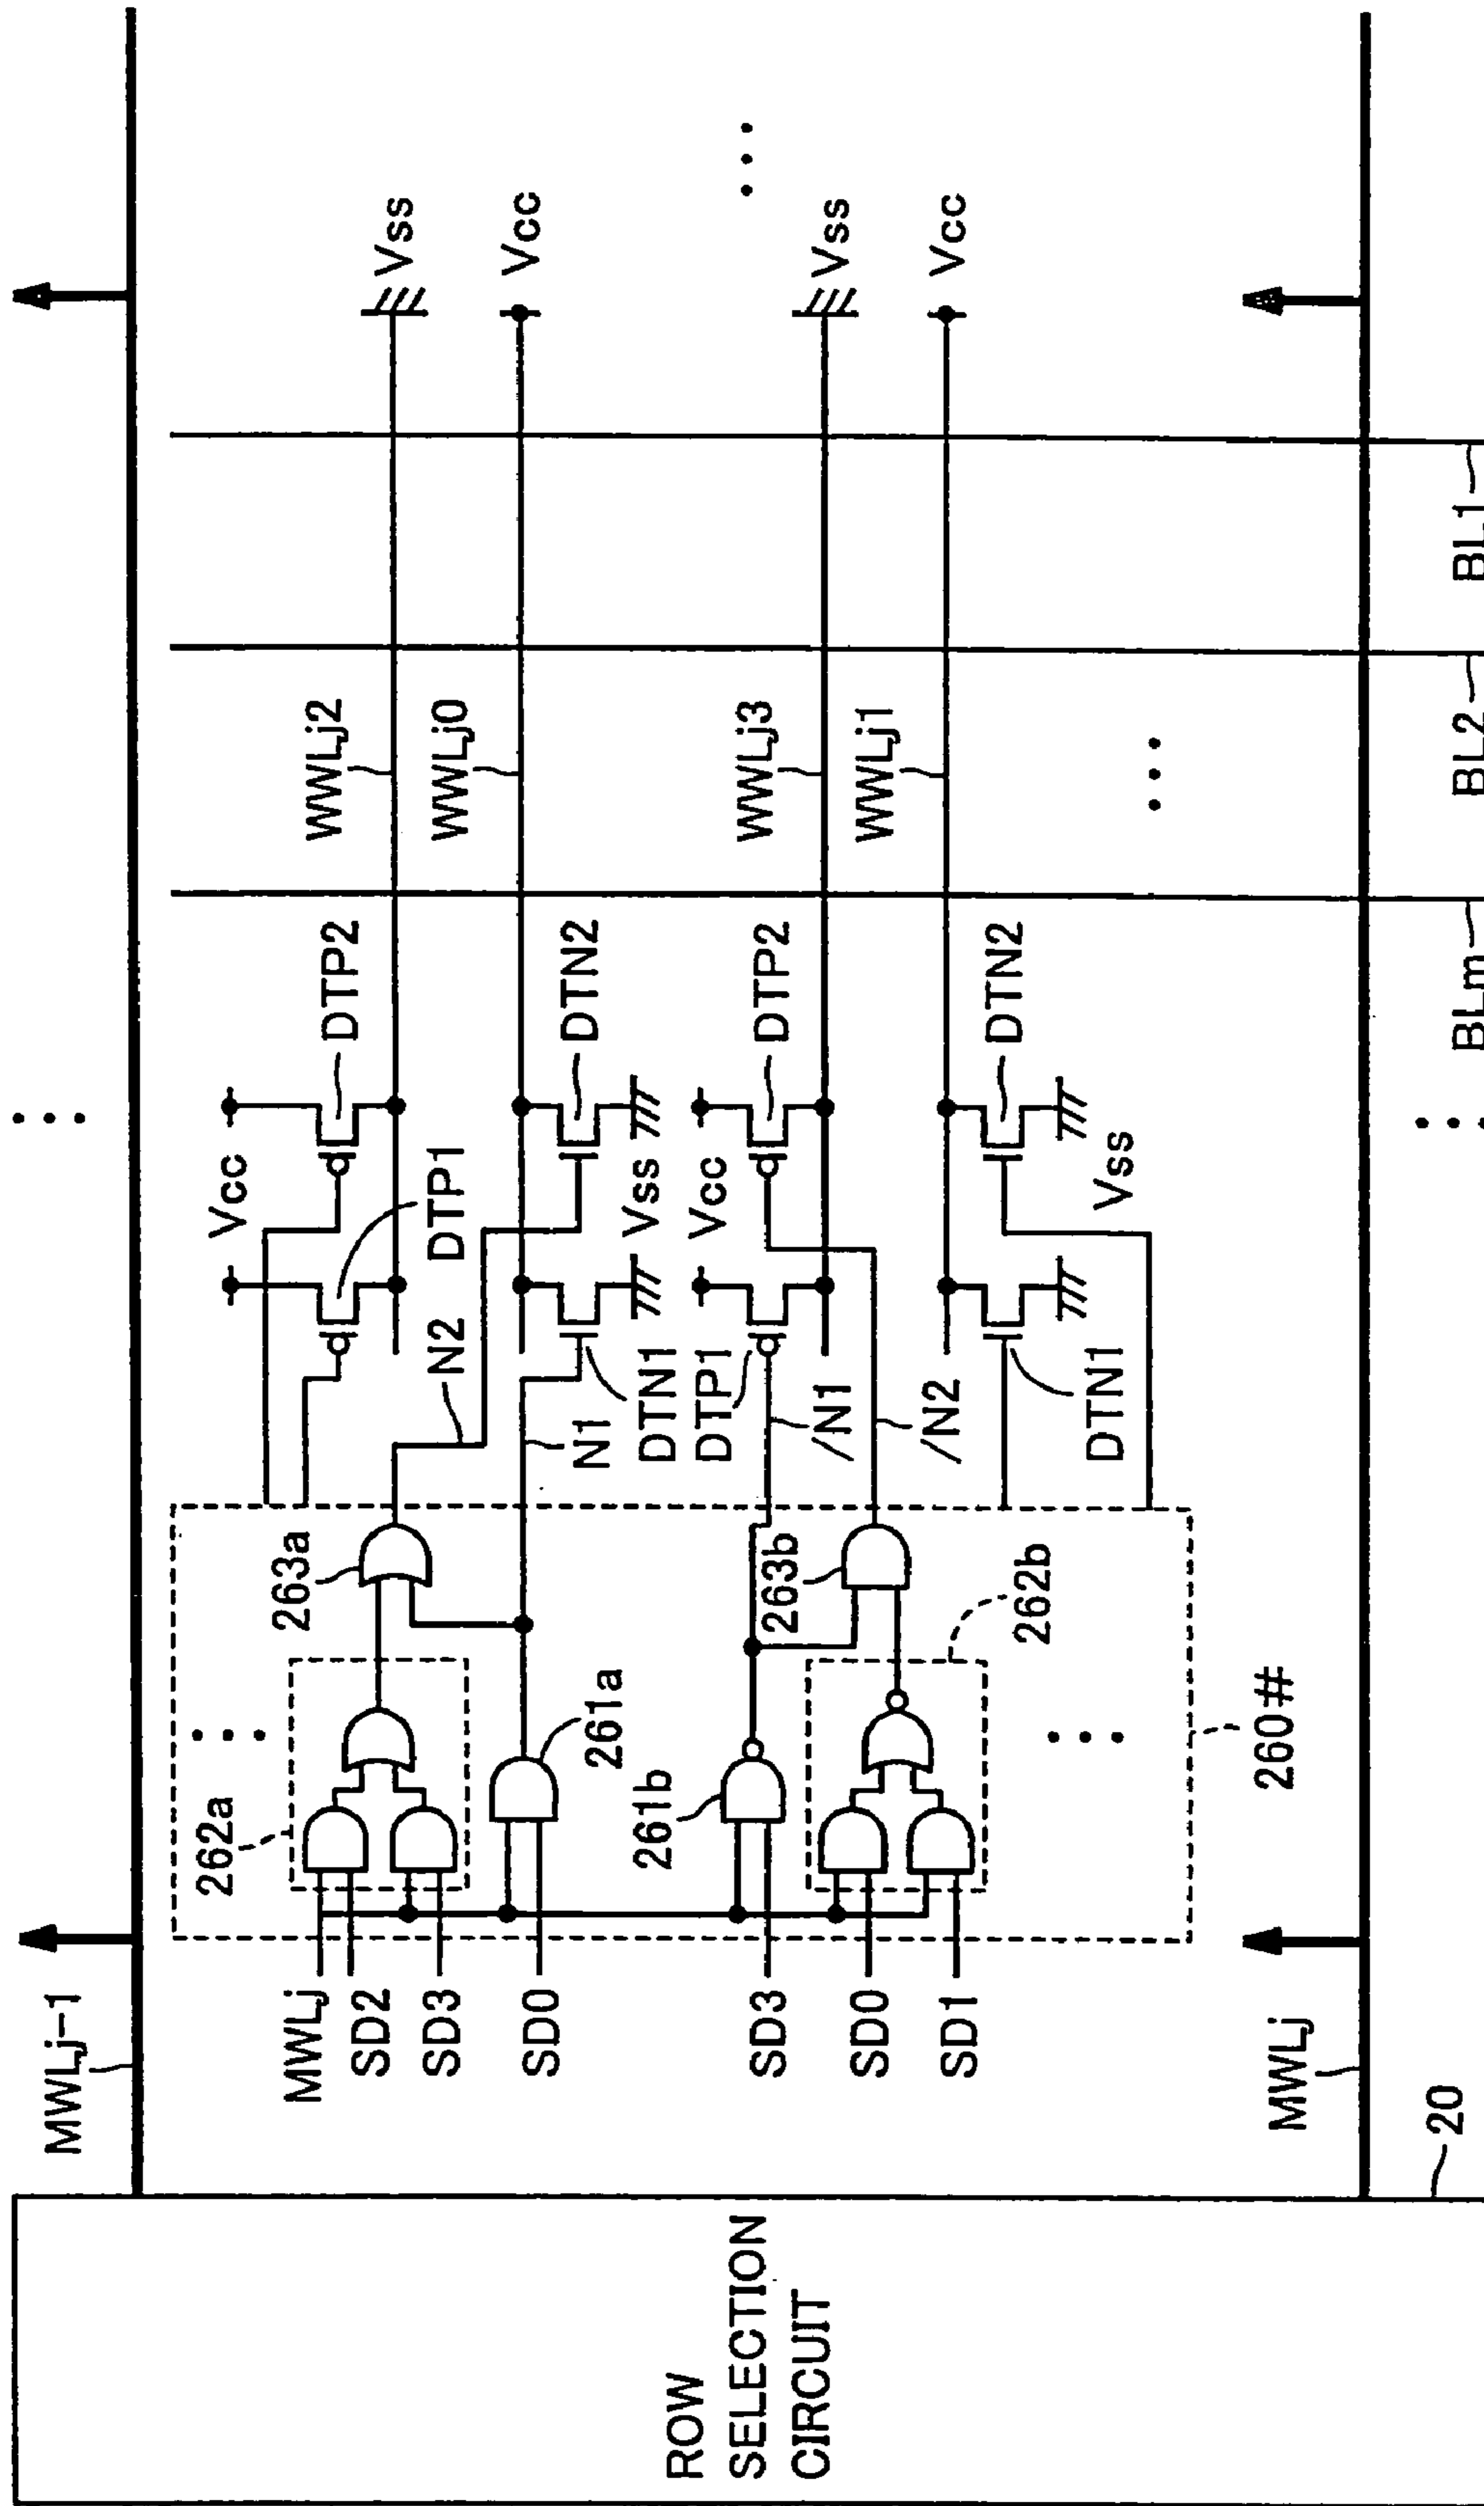 MWLj-1
ROW
SELECTION
CIRCUIT
20
MWLj
MWLj
SD2
SD3
SD0
SD3
SD0
SD1
262a
261a
261b
262b
263a
263b
260#
N2
N1
/N1
/N2
Vcc
DTP1
DTP2
DTN1
DTN2
Vss
Vcc
DTP1
DTP2
DTN1
DTN2
Vss
WWLj2
WWLj0
WWLj3
WWLj1
Vss
Vcc
Vss
Vcc
BLm
BL2
BL1